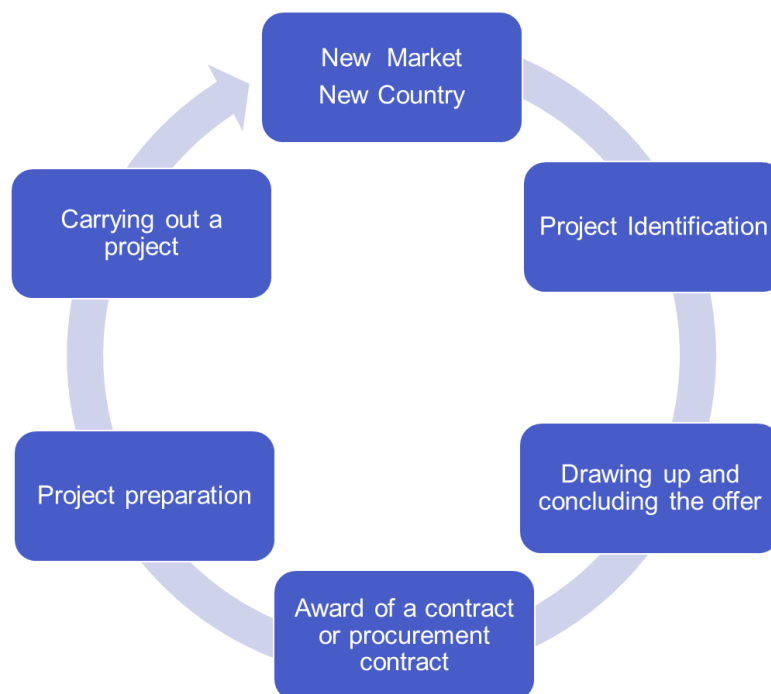 New Market
New Country
Project Identification
Drawing up and
concluding the offer
Award of a contract
or procurement
contract
Project preparation
Carrying out a
project